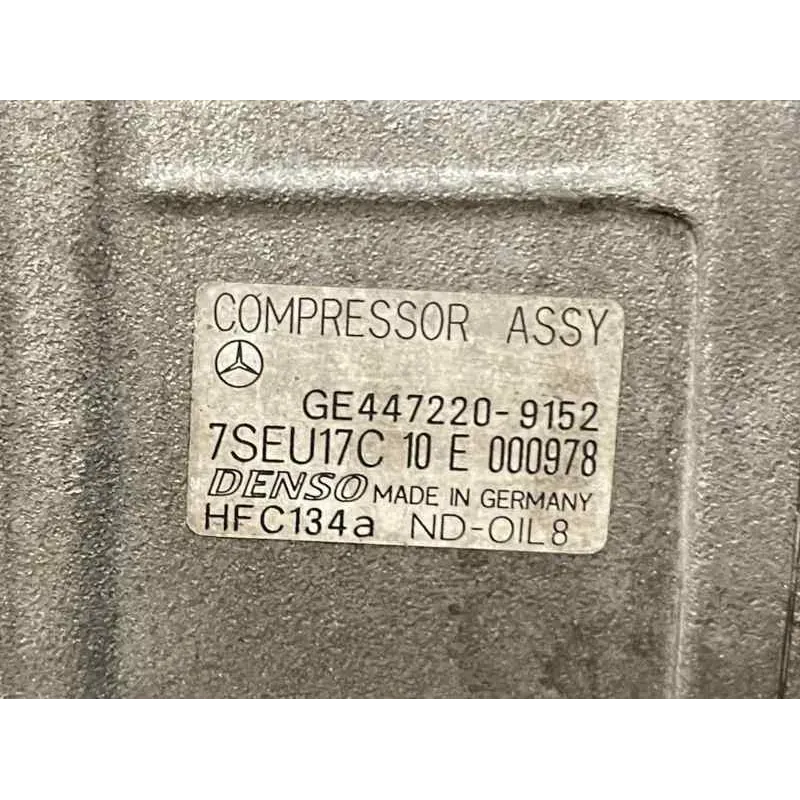 COMPRESSOR ASSY
GE447220-9152
7SEU17C 10 E 000978
DENSO MADE IN GERMANY
HFC134a ND-OIL8